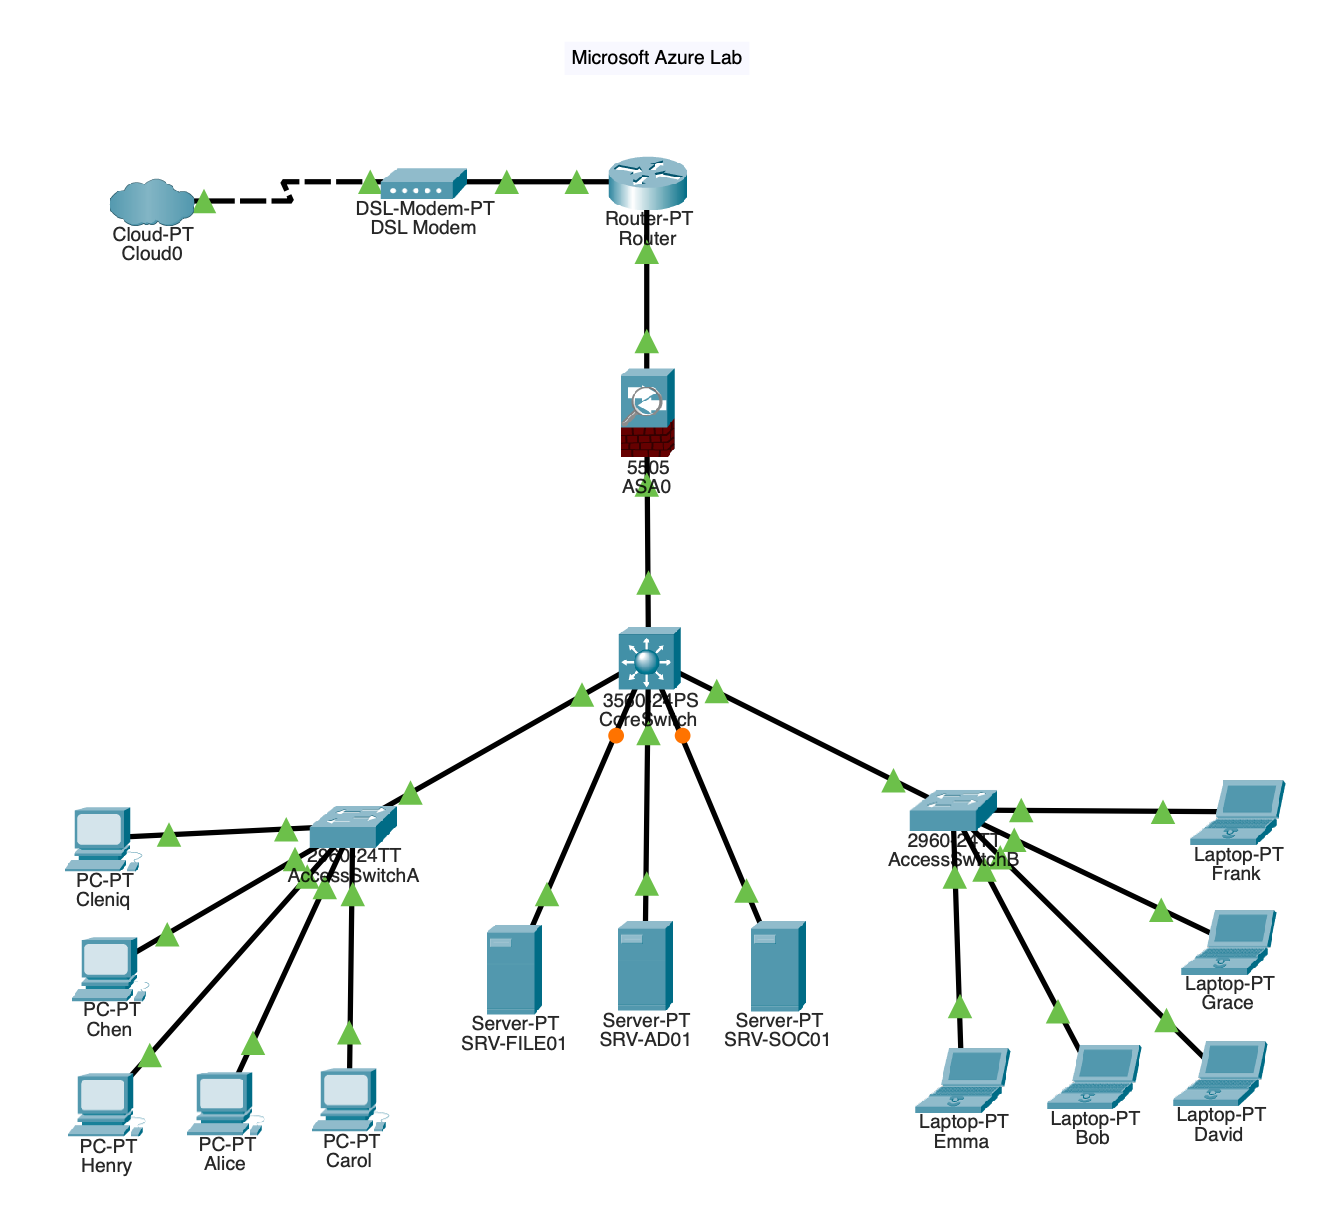 Microsoft Azure Lab
Cloud-PT
Cloud0
DSL-Modem-PT
DSL Modem
Router-PT
Router
5505
ASA0
3560-24PS
CoreSwitch
2960-24TT
AccessSwitchA
2960-24TT
AccessSwitchB
PC-PT
Cleniq
PC-PT
Chen
PC-PT
Henry
PC-PT
Alice
PC-PT
Carol
Server-PT
SRV-FILE01
Server-PT
SRV-AD01
Server-PT
SRV-SOC01
Laptop-PT
Frank
Laptop-PT
Grace
Laptop-PT
Emma
Laptop-PT
Bob
Laptop-PT
David